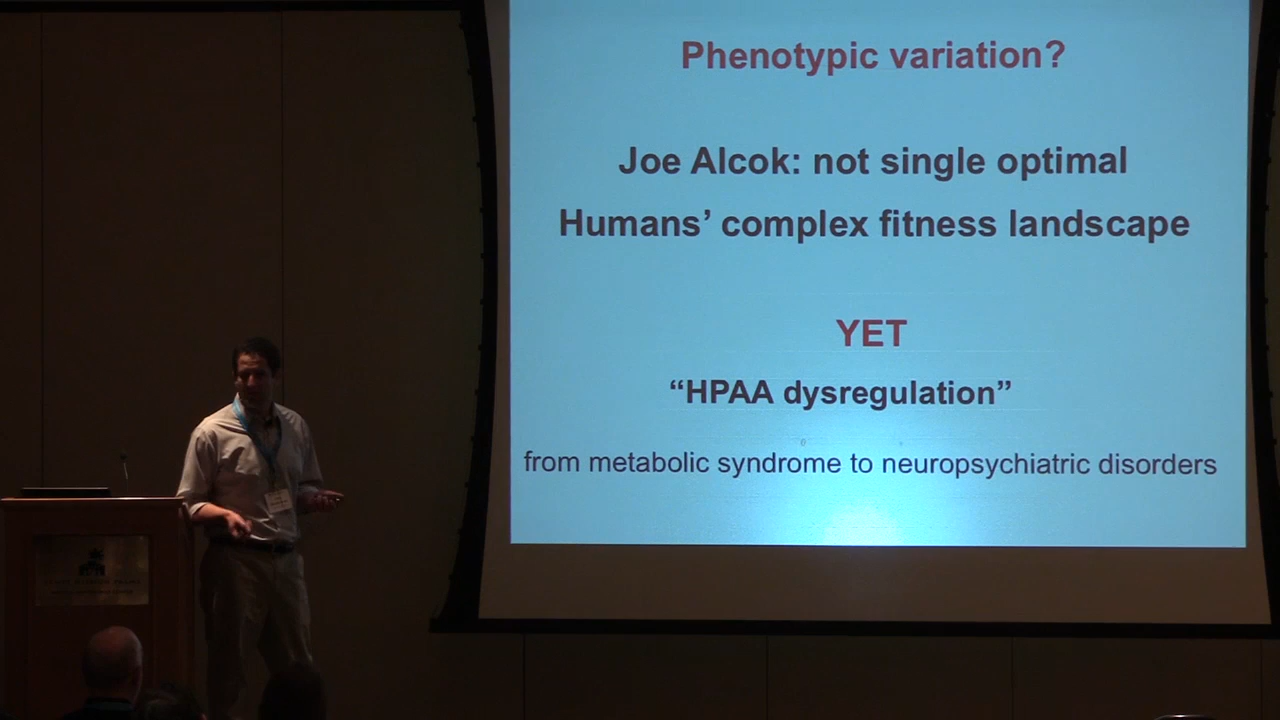 Phenotypic variation?
Joe Alcok: not single optimal
Humans’ complex fitness landscape
YET
“HPAA dysregulation”
from metabolic syndrome to neuropsychiatric disorders